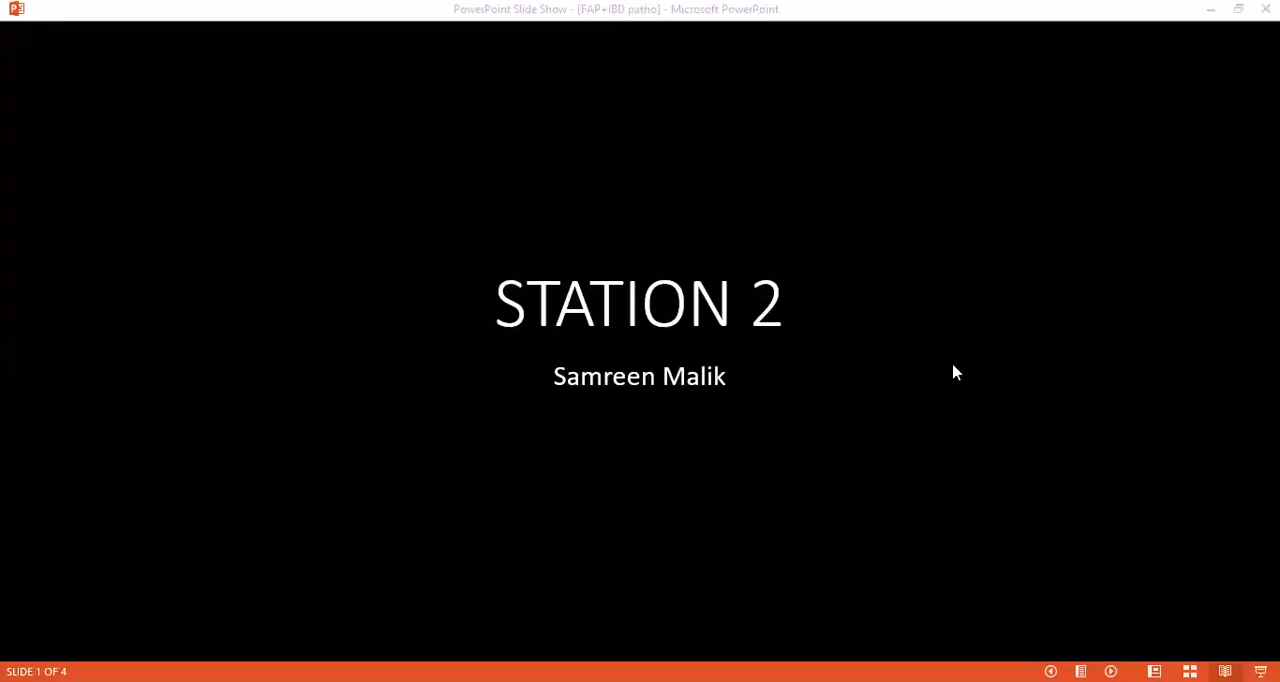 PowerPoint Slide Show - [FAP+IBD patho] - Microsoft PowerPoint
STATION 2
Samreen Malik
SLIDE 1 OF 4